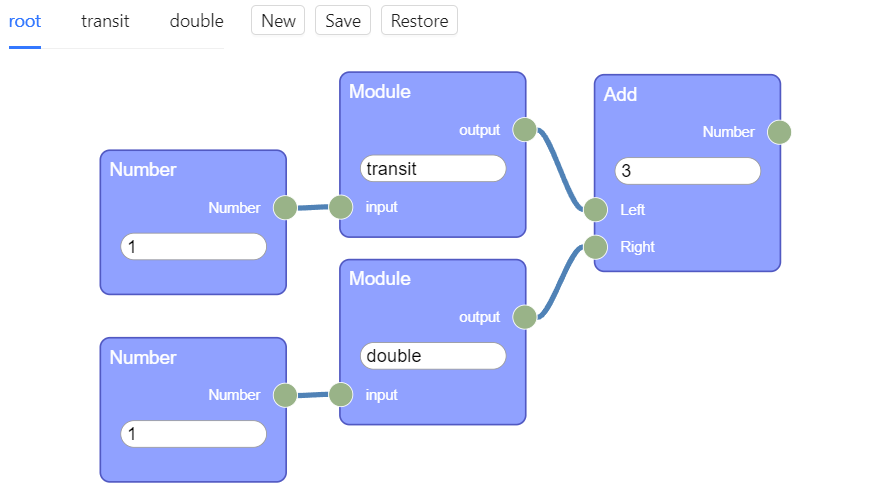 root transit double New Save Restore
Module
output
transit
input
Add
Number
3
Left
Right
Number
Number
1
Module
output
double
input
Number
Number
1